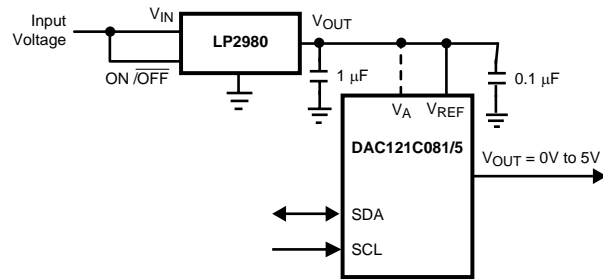 Input
Voltage
V_IN
LP2980
V_OUT
ON / OFF
1 μF
0.1 μF
V_A
V_REF
DAC121C081/5
V_OUT = 0V to 5V
SDA
SCL